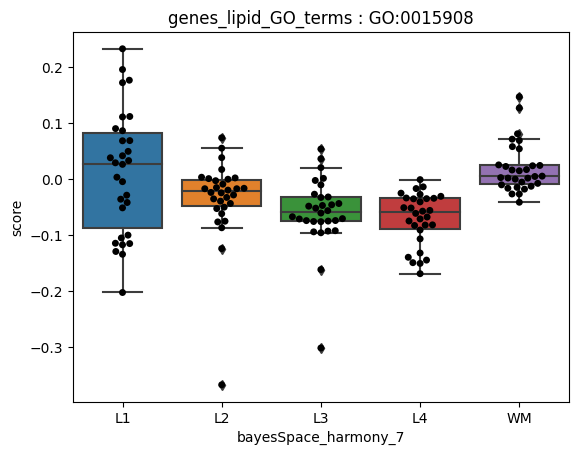 genes_lipid_GO_terms : GO:0015908
0.2
0.1
0.0
−0.1
−0.2
−0.3
score
L1 L2 L3 L4 WM
bayesSpace_harmony_7